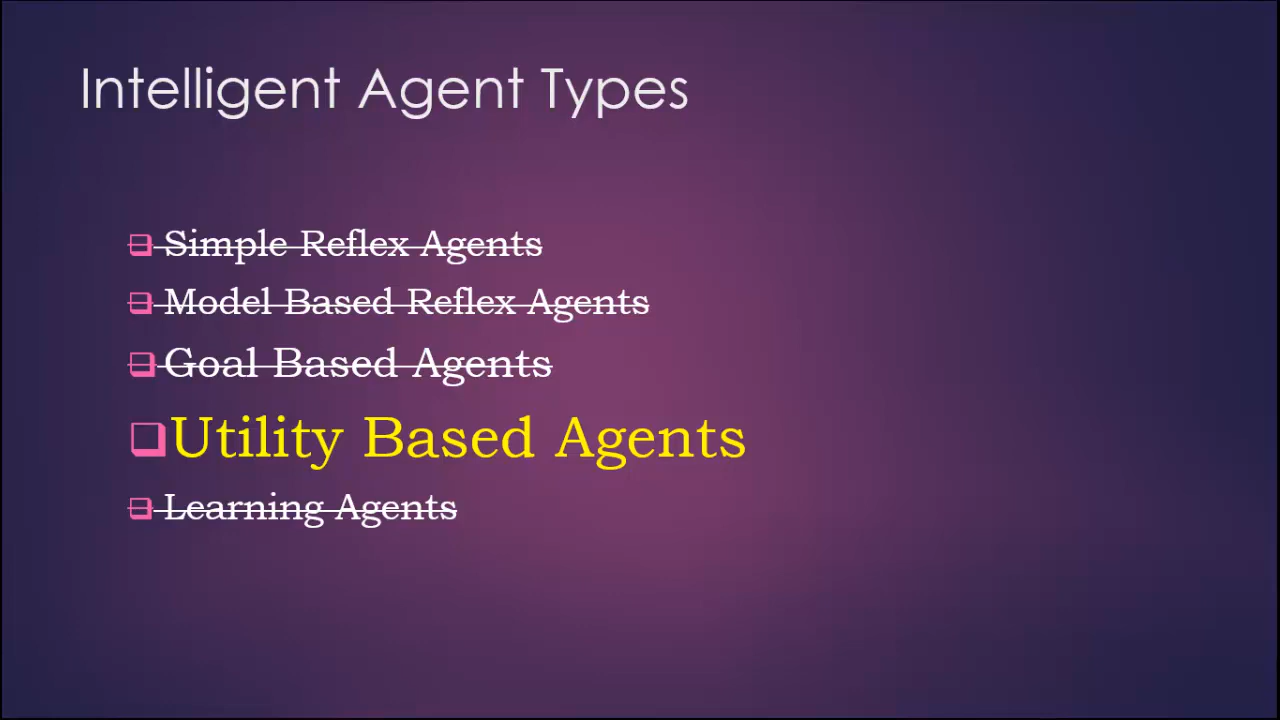 Intelligent Agent Types
Simple Reflex Agents
Model Based Reflex Agents
Goal Based Agents
Utility Based Agents
Learning Agents